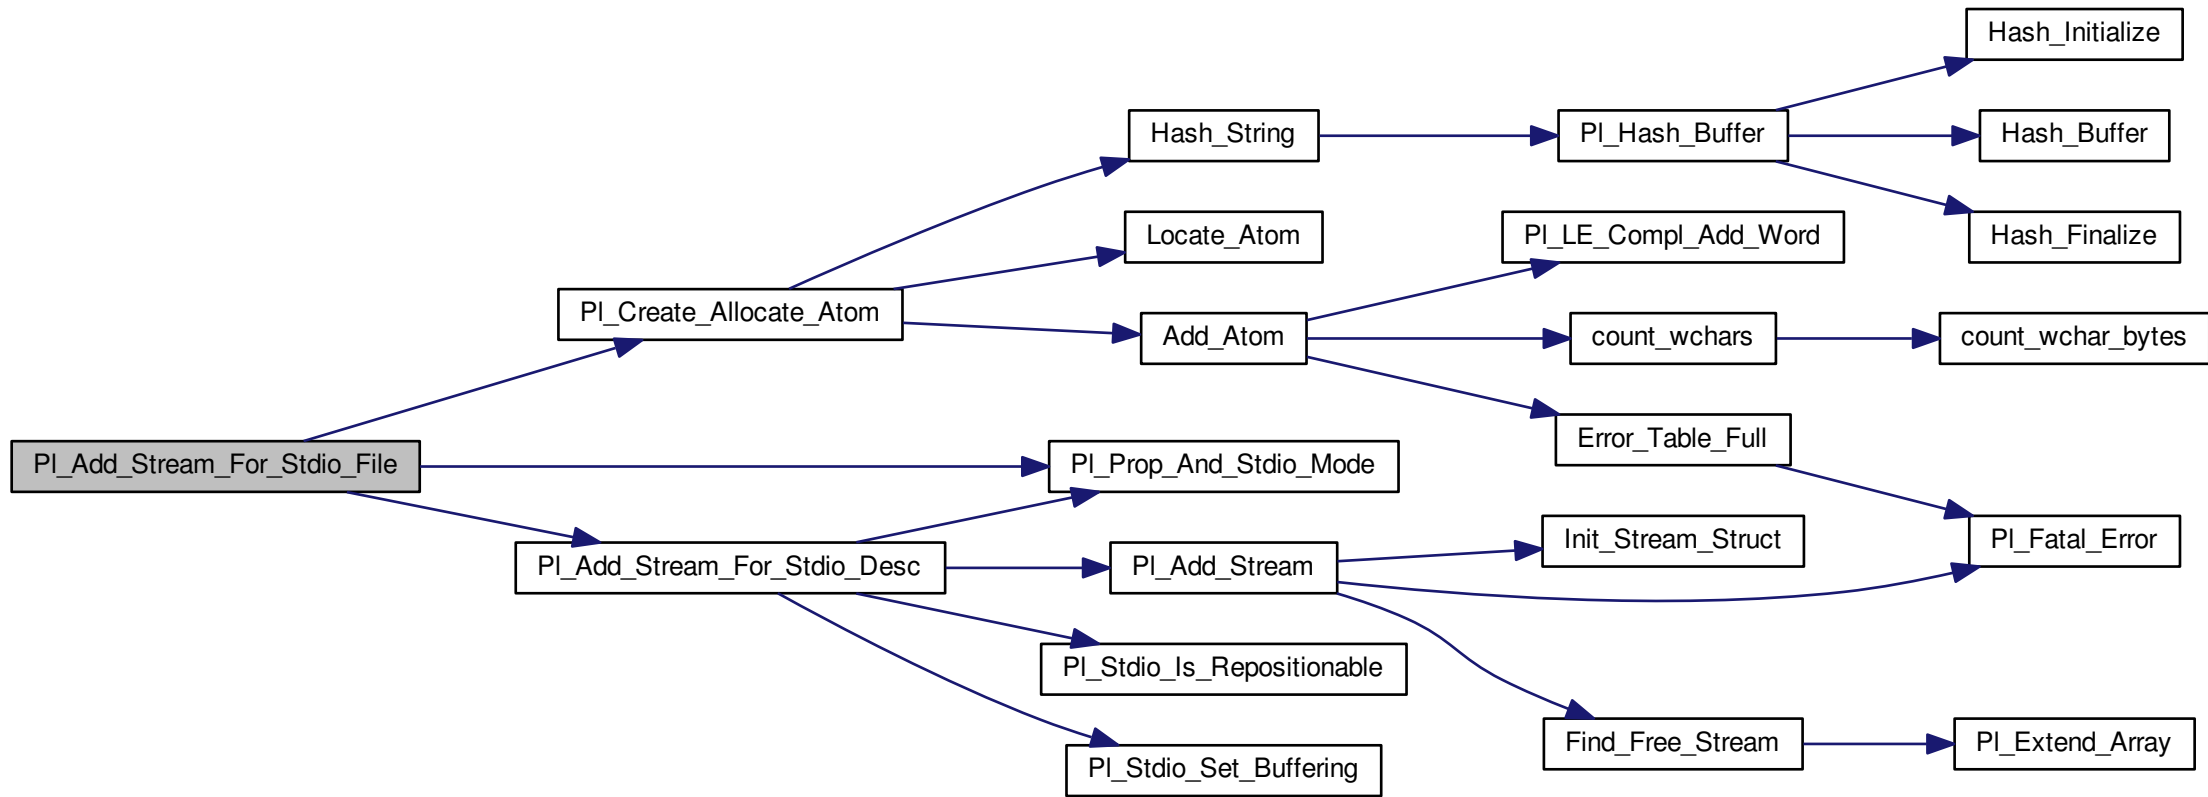 Hash_Initialize
Hash_String
Pl_Hash_Buffer
Hash_Buffer
Locate_Atom
Pl_LE_Compl_Add_Word
Hash_Finalize
Pl_Create_Allocate_Atom
Add_Atom
count_wchars
count_wchar_bytes
Error_Table_Full
Pl_Add_Stream_For_Stdio_File
Pl_Prop_And_Stdio_Mode
Init_Stream_Struct
Pl_Fatal_Error
Pl_Add_Stream_For_Stdio_Desc
Pl_Add_Stream
Pl_Stdio_Is_Repositionable
Find_Free_Stream
Pl_Extend_Array
Pl_Stdio_Set_Buffering